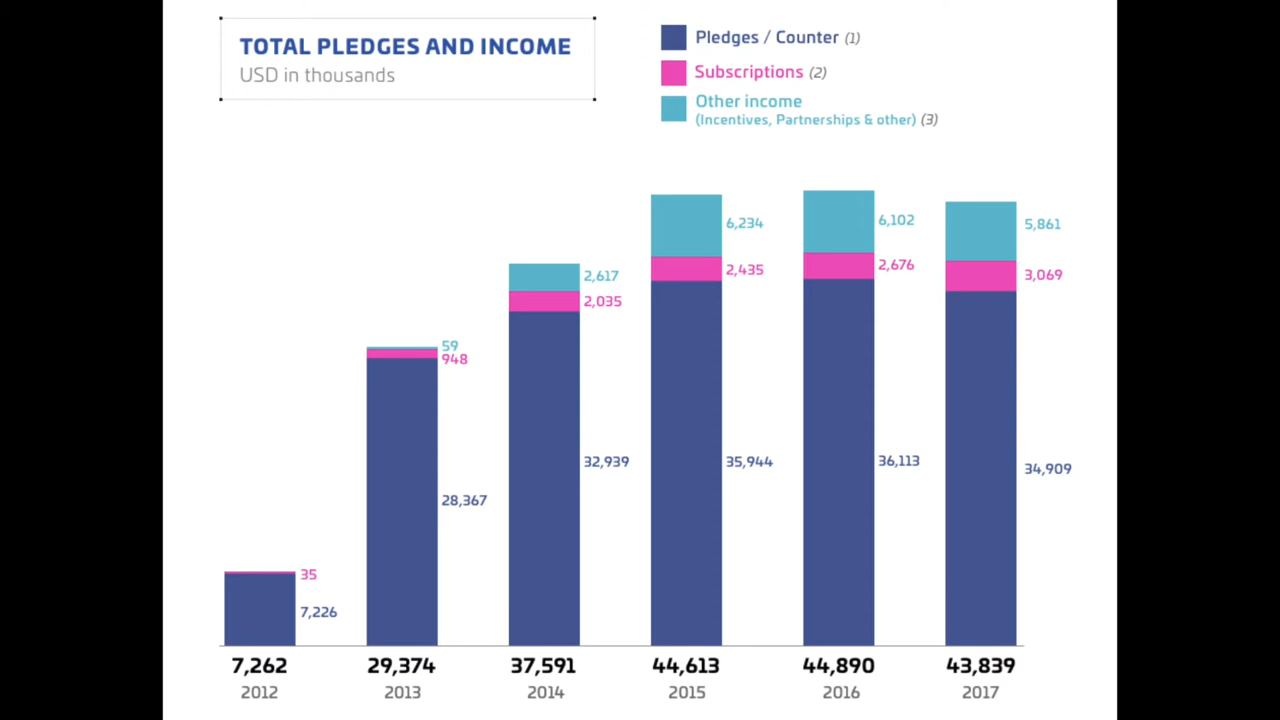 TOTAL PLEDGES AND INCOME
USD in thousands
Pledges / Counter (1)
Subscriptions (2)
Other income
(Incentives, Partnerships & other) (3)
35
7,226
59
948
28,367
2,617
2,035
32,939
6,234
2,435
35,944
6,102
2,676
36,113
5,861
3,069
34,909
7,262 29,374 37,591 44,613 44,890 43,839
2012 2013 2014 2015 2016 2017